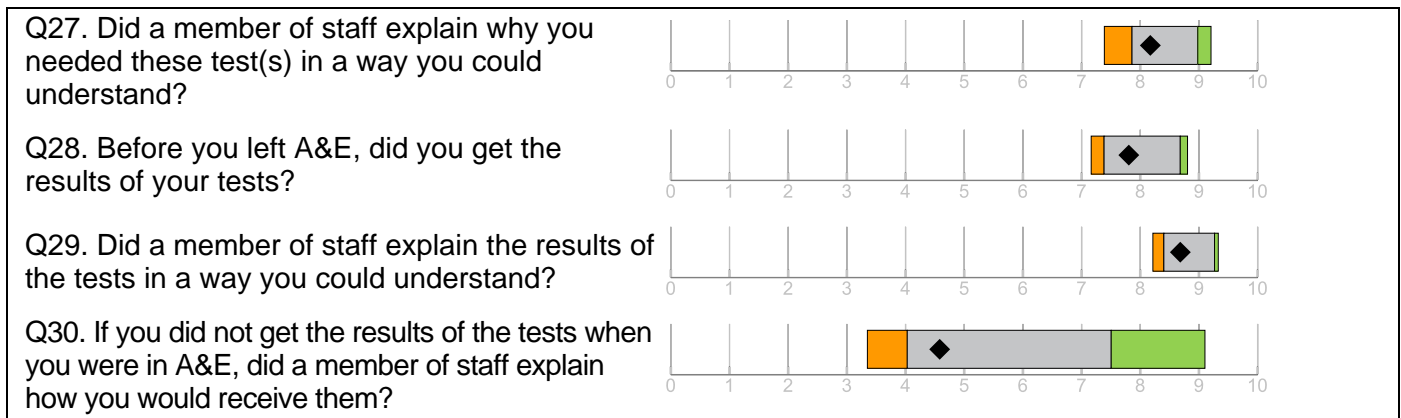 Q27. Did a member of staff explain why you
needed these test(s) in a way you could
understand?
0 1 2 3 4 5 6 7 8 9 10
Q28. Before you left A&E, did you get the
results of your tests?
0 1 2 3 4 5 6 7 8 9 10
Q29. Did a member of staff explain the results of
the tests in a way you could understand?
0 1 2 3 4 5 6 7 8 9 10
Q30. If you did not get the results of the tests when
you were in A&E, did a member of staff explain
how you would receive them?
0 1 2 3 4 5 6 7 8 9 10